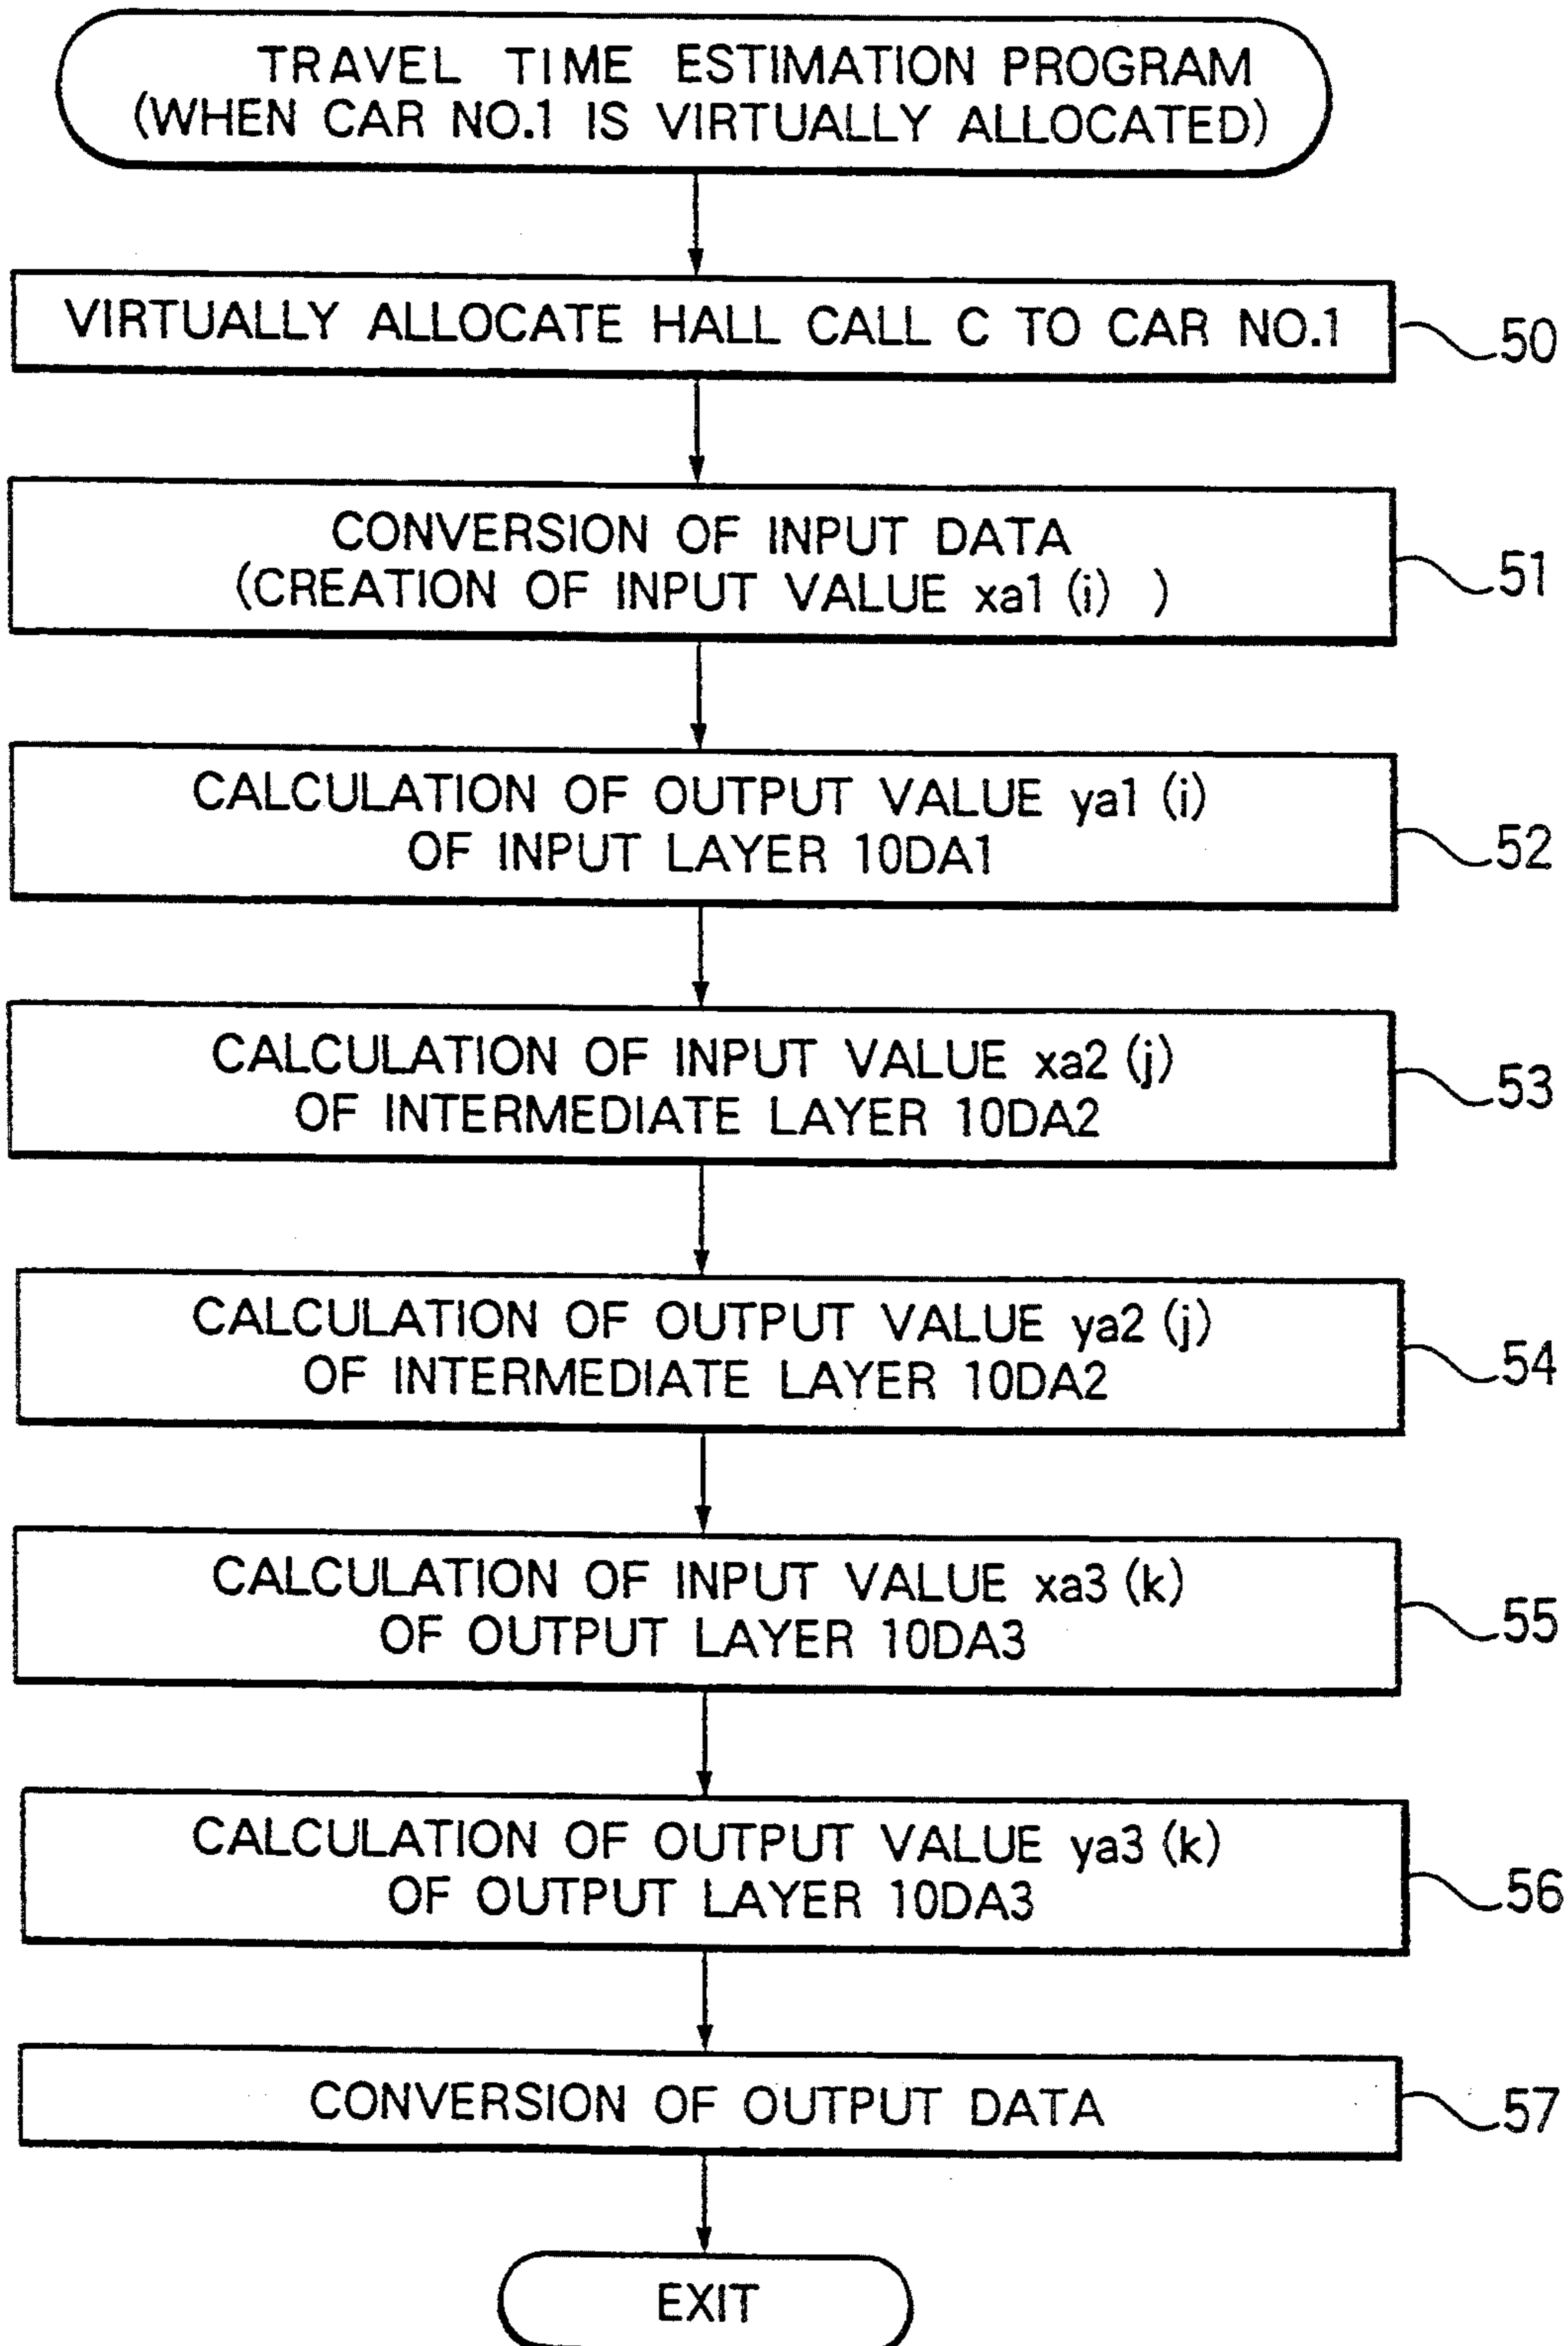 TRAVEL TIME ESTIMATION PROGRAM
(WHEN CAR NO.1 IS VIRTUALLY ALLOCATED)
VIRTUALLY ALLOCATE HALL CALL C TO CAR NO.1
50
CONVERSION OF INPUT DATA
(CREATION OF INPUT VALUE xa1 (i) )
51
CALCULATION OF OUTPUT VALUE ya1 (i)
OF INPUT LAYER 10DA1
52
CALCULATION OF INPUT VALUE xa2 (j)
OF INTERMEDIATE LAYER 10DA2
53
CALCULATION OF OUTPUT VALUE ya2 (j)
OF INTERMEDIATE LAYER 10DA2
54
CALCULATION OF INPUT VALUE xa3 (k)
OF OUTPUT LAYER 10DA3
55
CALCULATION OF OUTPUT VALUE ya3 (k)
OF OUTPUT LAYER 10DA3
56
CONVERSION OF OUTPUT DATA
57
EXIT